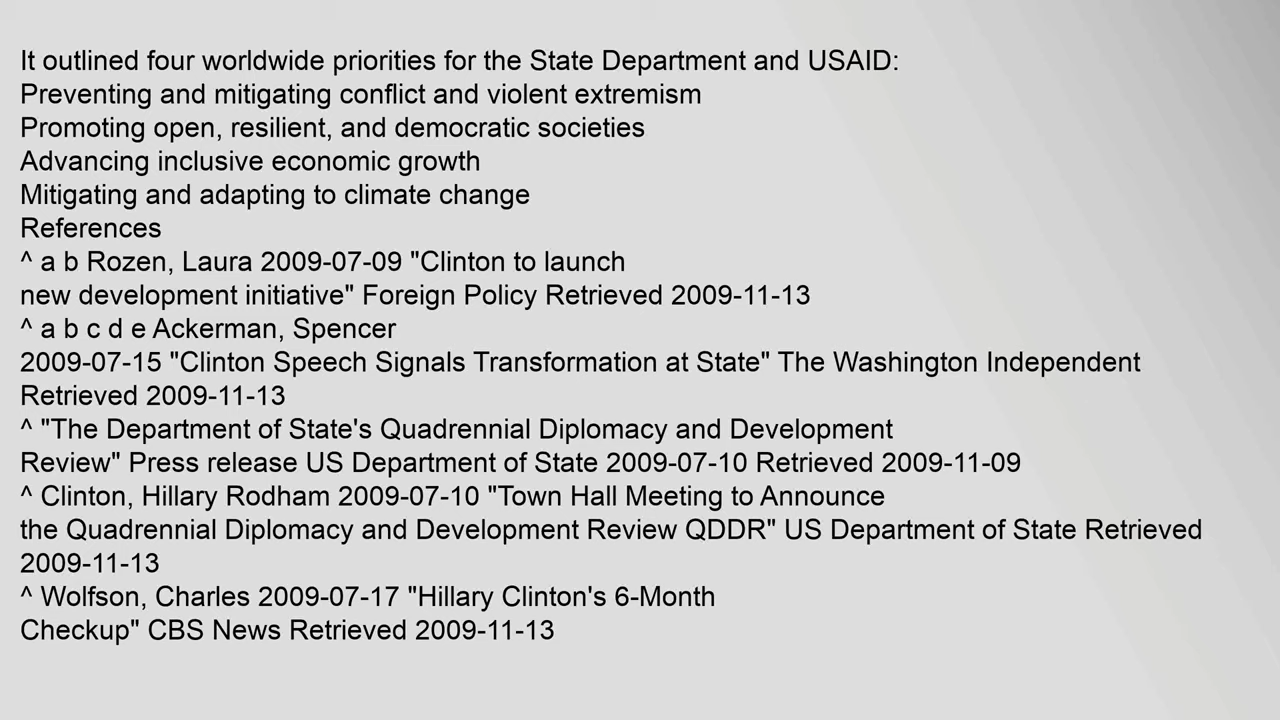 It outlined four worldwide priorities for the State Department and USAID:
Preventing and mitigating conflict and violent extremism
Promoting open, resilient, and democratic societies
Advancing inclusive economic growth
Mitigating and adapting to climate change
References
^ a b Rozen, Laura 2009-07-09 "Clinton to launch
new development initiative" Foreign Policy Retrieved 2009-11-13
^ a b c d e Ackerman, Spencer
2009-07-15 "Clinton Speech Signals Transformation at State" The Washington Independent
Retrieved 2009-11-13
^ "The Department of State's Quadrennial Diplomacy and Development
Review" Press release US Department of State 2009-07-10 Retrieved 2009-11-09
^ Clinton, Hillary Rodham 2009-07-10 "Town Hall Meeting to Announce
the Quadrennial Diplomacy and Development Review QDDR" US Department of State Retrieved
2009-11-13
^ Wolfson, Charles 2009-07-17 "Hillary Clinton's 6-Month
Checkup" CBS News Retrieved 2009-11-13